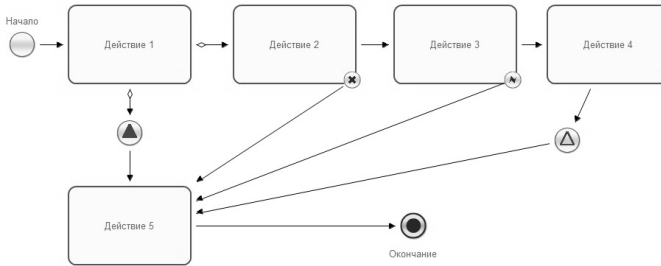 Начало
Действие 1
Действие 2
Действие 3
Действие 4
Действие 5
Окончание